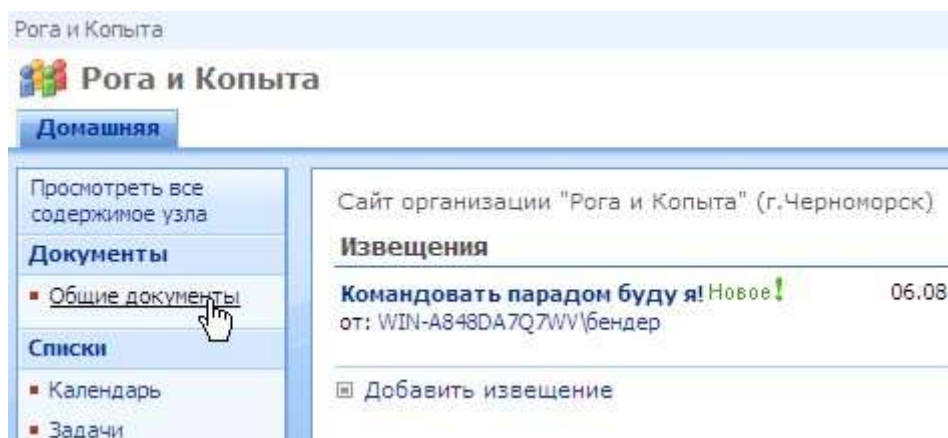 Рога и Копыта
Рога и Копыта
Домашняя
Просмотреть все
содержимое узла
Документы
Общие документы
Списки
Календарь
Задачи
Сайт организации "Рога и Копыта" (г.Черноморск)
Извещения
Командовать парадом буду я! Новое! 06.08
от: WIN-A848DA7Q7WV\бендер
Добавить извещение